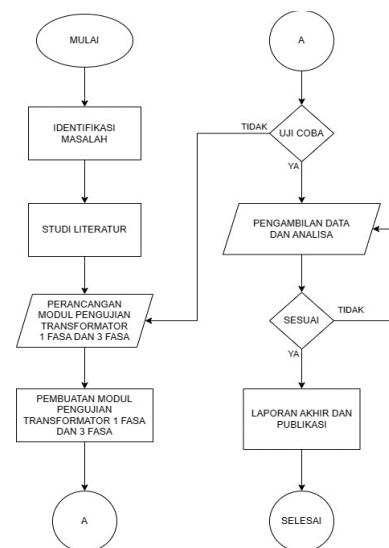 MULAI
IDENTIFIKASI
MASALAH
STUDI LITERATUR
PERANCANGAN
MODUL PENGUJIAN
TRANSFORMATOR
1 FASA DAN 3 FASA
PEMBUATAN MODUL
PENGUJIAN
TRANSFORMATOR 1 FASA
DAN 3 FASA
A
A
TIDAK
UJI COBA
YA
PENGAMBILAN DATA
DAN ANALISA
TIDAK
SESUAI
YA
LAPORAN AKHIR DAN
PUBLIKASI
SELESAI